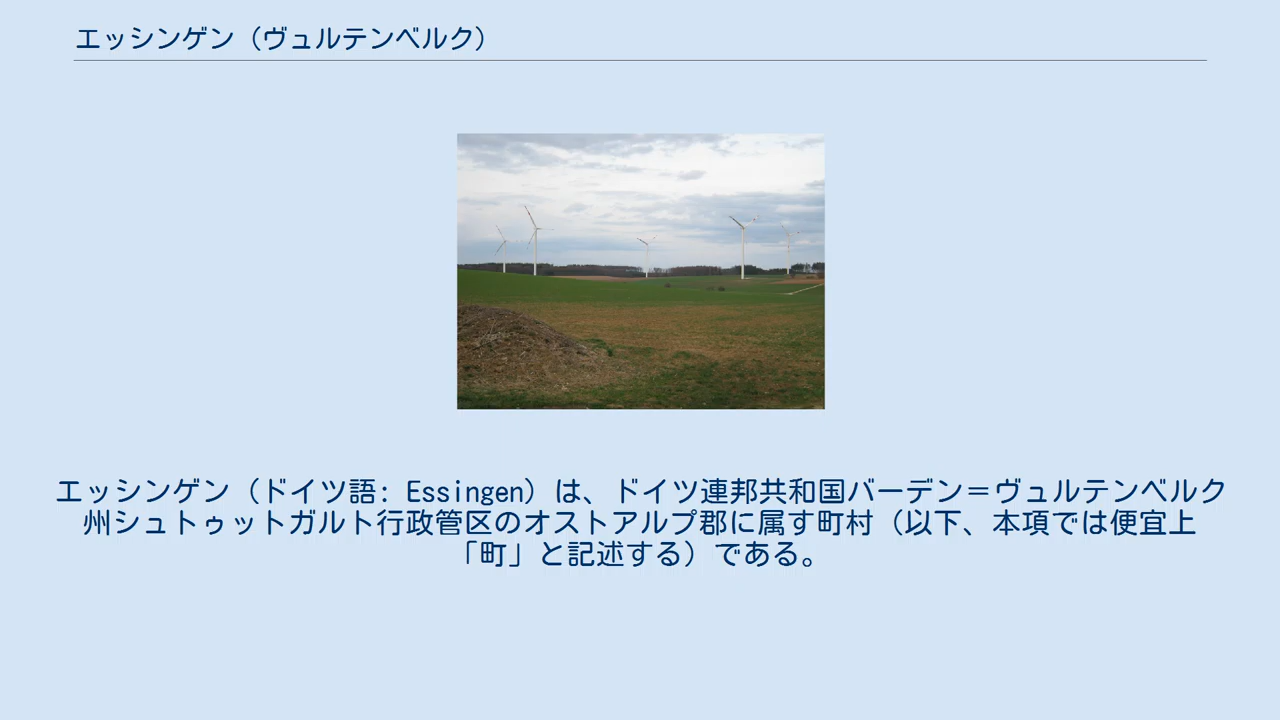 エッシンゲン（ヴュルテンベルク）
エッシンゲン（ドイツ語: Essingen）は、ドイツ連邦共和国バーデン＝ヴュルテンベルク
州シュトゥットガルト行政管区のオストアルプ郡に属す町村（以下、本項では便宜上
「町」と記述する）である。